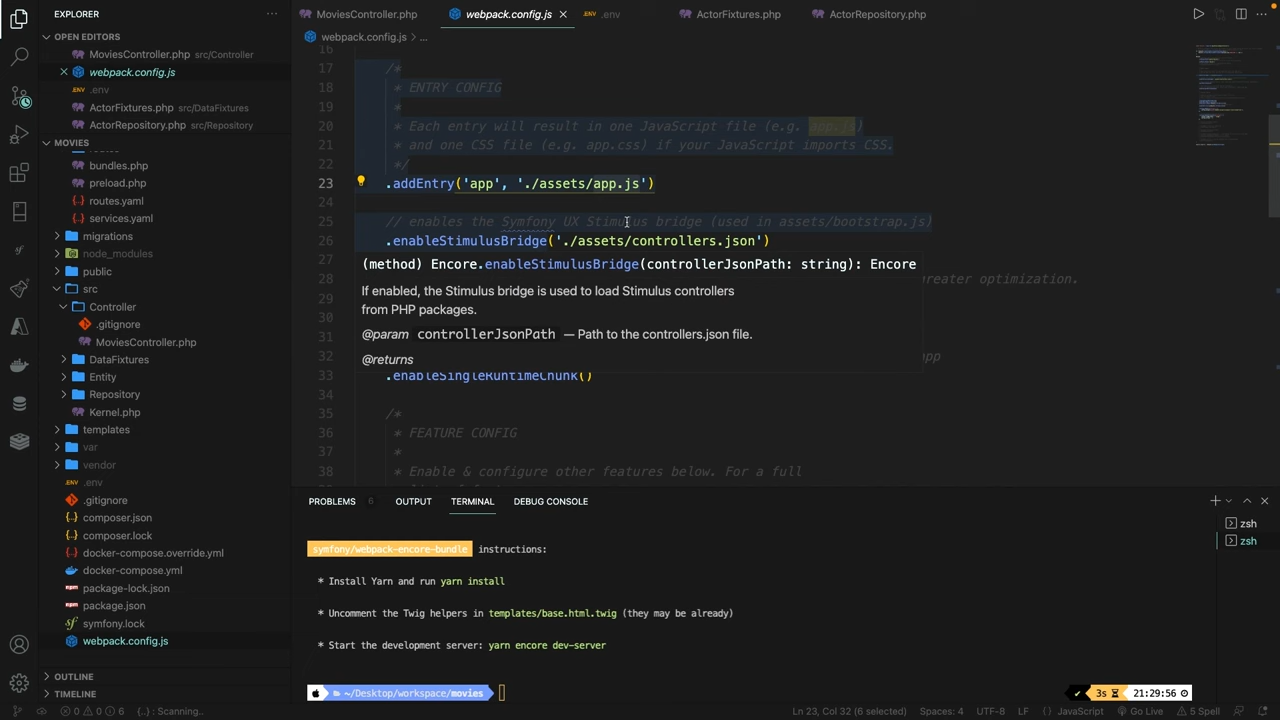 EXPLORER
OPEN EDITORS
MoviesController.php src/Controller
webpack.config.js
.env
ActorFixtures.php src/DataFixtures
ActorRepository.php src/Repository
MOVIES
bundles.php
preload.php
routes.yaml
services.yaml
migrations
node_modules
public
src
Controller
.gitignore
MoviesController.php
DataFixtures
Entity
Repository
Kernel.php
templates
var
vendor
.env
.gitignore
composer.json
composer.lock
docker-compose.override.yml
docker-compose.yml
package-lock.json
package.json
symfony.lock
webpack.config.js
OUTLINE
TIMELINE
MoviesController.php webpack.config.js .env ActorFixtures.php ActorRepository.php
webpack.config.js > ...
16
17 /*
18 * ENTRY CONFIG
19 *
20 * Each entry will result in one JavaScript file (e.g. app.js)
21 * and one CSS file (e.g. app.css) if your JavaScript imports CSS.
22 */
23 .addEntry('app', './assets/app.js')
24
25 // enables the Symfony UX Stimulus bridge (used in assets/bootstrap.js)
26 .enableStimulusBridge('./assets/controllers.json')
27 (method) Encore.enableStimulusBridge(controllerJsonPath: string): Encore
28 greater optimization.
29 If enabled, the Stimulus bridge is used to load Stimulus controllers
30 from PHP packages.
31 @param controllerJsonPath — Path to the controllers.json file.
32 @returns app
33 .enableSingleRuntimeChunk()
34
35 /*
36 * FEATURE CONFIG
37 *
38 * Enable & configure other features below. For a full
PROBLEMS 6 OUTPUT TERMINAL DEBUG CONSOLE
symfony/webpack-encore-bundle instructions:
* Install Yarn and run yarn install
* Uncomment the Twig helpers in templates/base.html.twig (they may be already)
* Start the development server: yarn encore dev-server
~/Desktop/workspace/movies 3s 21:29:56
zsh
zsh
0 0 6 {..}: Scanning.. Ln 23, Col 32 (6 selected) Spaces: 4 UTF-8 LF {} JavaScript Go Live 5 Spell